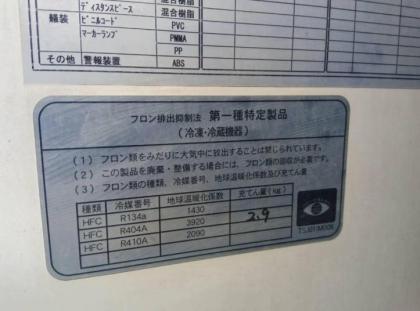 ディスタンスピース 混合樹脂
混合樹脂
艤装 ビニルコード PVC
マーカーランプ PMMA
PP
その他 警報装置 ABS
フロン排出抑制法 第一種特定製品
(冷凍・冷蔵機器)
(1) フロン類をみだりに大気中に放出することは禁じられています。
(2) この製品を廃棄・整備する場合には、フロン類の回収が必要です。
(3) フロン類の種類、冷媒番号、地球温暖化係数及び充てん量
種類 冷媒番号 地球温暖化係数 充てん量(kg)
HFC R134a 1430
HFC R404A 3920 2.9
HFC R410A 2090